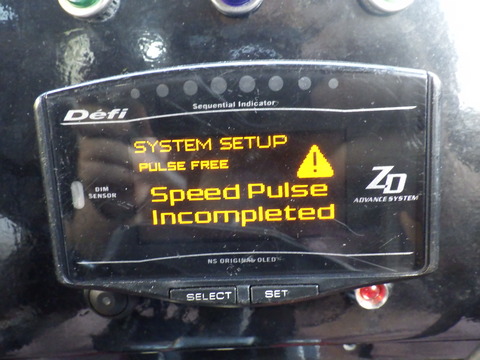 Sequential Indicator
Défi
SYSTEM SETUP
PULSE FREE
Speed Pulse
Incompleted
DIM
SENSOR
ZD
ADVANCE SYSTEM
NS ORIGINAL OLED
SELECT
SET